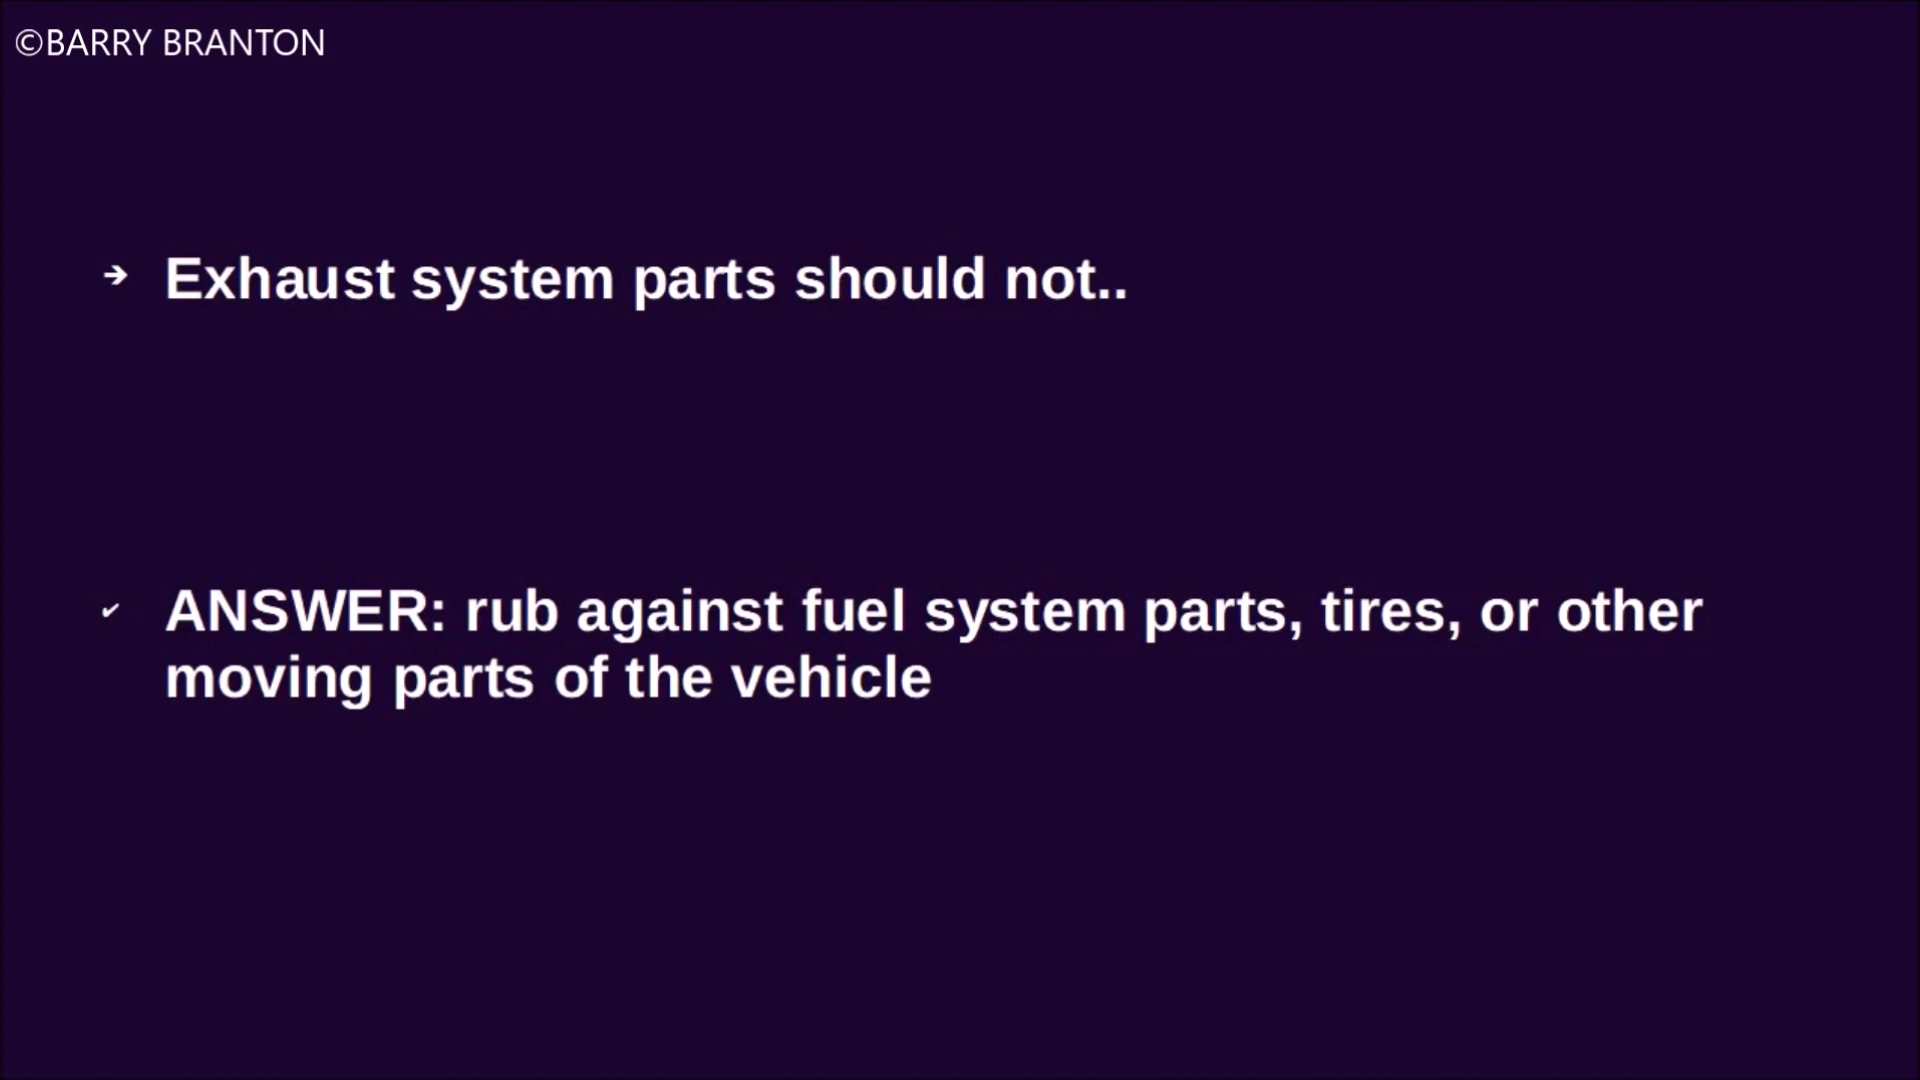 ©BARRY BRANTON
➔ Exhaust system parts should not..
✔ ANSWER: rub against fuel system parts, tires, or other
moving parts of the vehicle